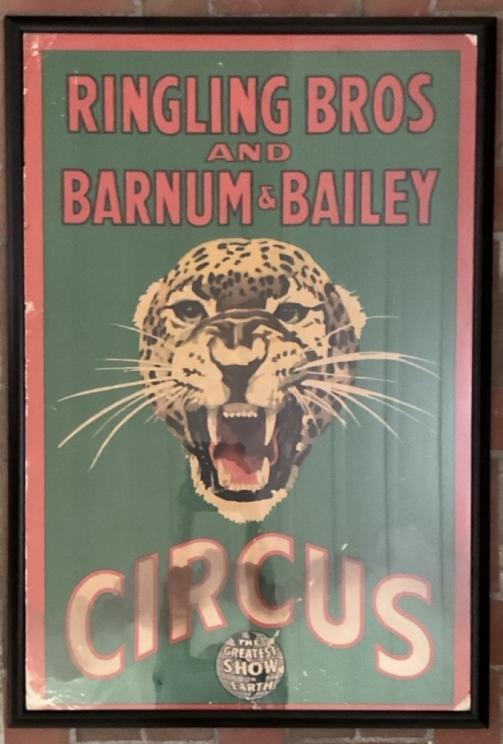 RINGLING BROS
AND
BARNUM & BAILEY
CIRCUS
THE
GREATEST
SHOW
ON
EARTH